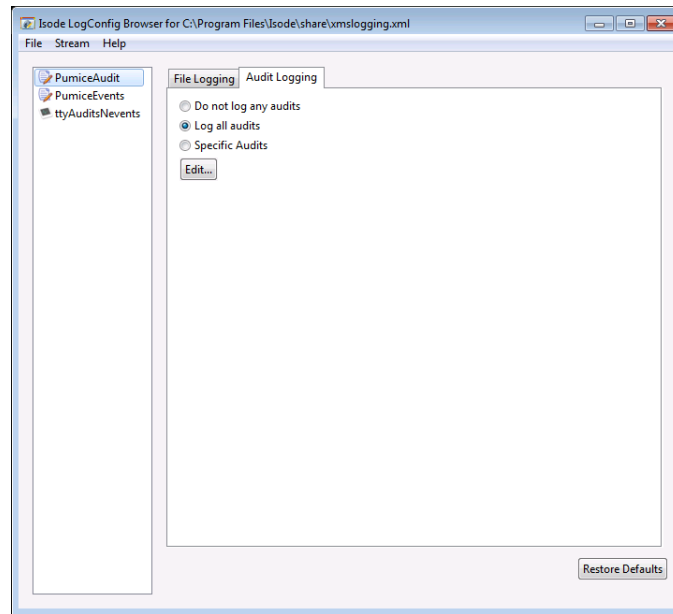 Isode LogConfig Browser for C:\Program Files\Isode\share\xmslogging.xml
File Stream Help
PumiceAudit
PumiceEvents
ttyAuditsNevents
File Logging Audit Logging
Do not log any audits
Log all audits
Specific Audits
Edit...
Restore Defaults